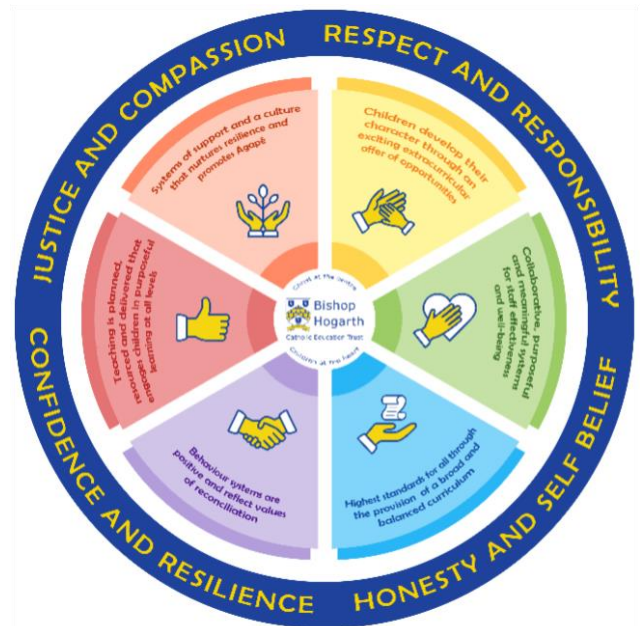 JUSTICE AND COMPASSION
RESPECT AND RESPONSIBILITY
HONESTY AND SELF BELIEF
CONFIDENCE AND RESILIENCE
Systems of support and a culture
that nurtures resilience and
promotes Agapé
Children develop their
character through an
exciting extracurricular
offer of opportunities
Collaborative, purposeful
and meaningful systems
for staff effectiveness
and well-being
Highest standards for all through
the provision of a broad and
balanced curriculum
Behaviour systems are
positive and reflect values
of reconciliation
Teaching is planned,
resourced and delivered that
engages children in purposeful
learning at all levels
Christ at the centre
Bishop
Hogarth
Catholic Education Trust
Children at the heart